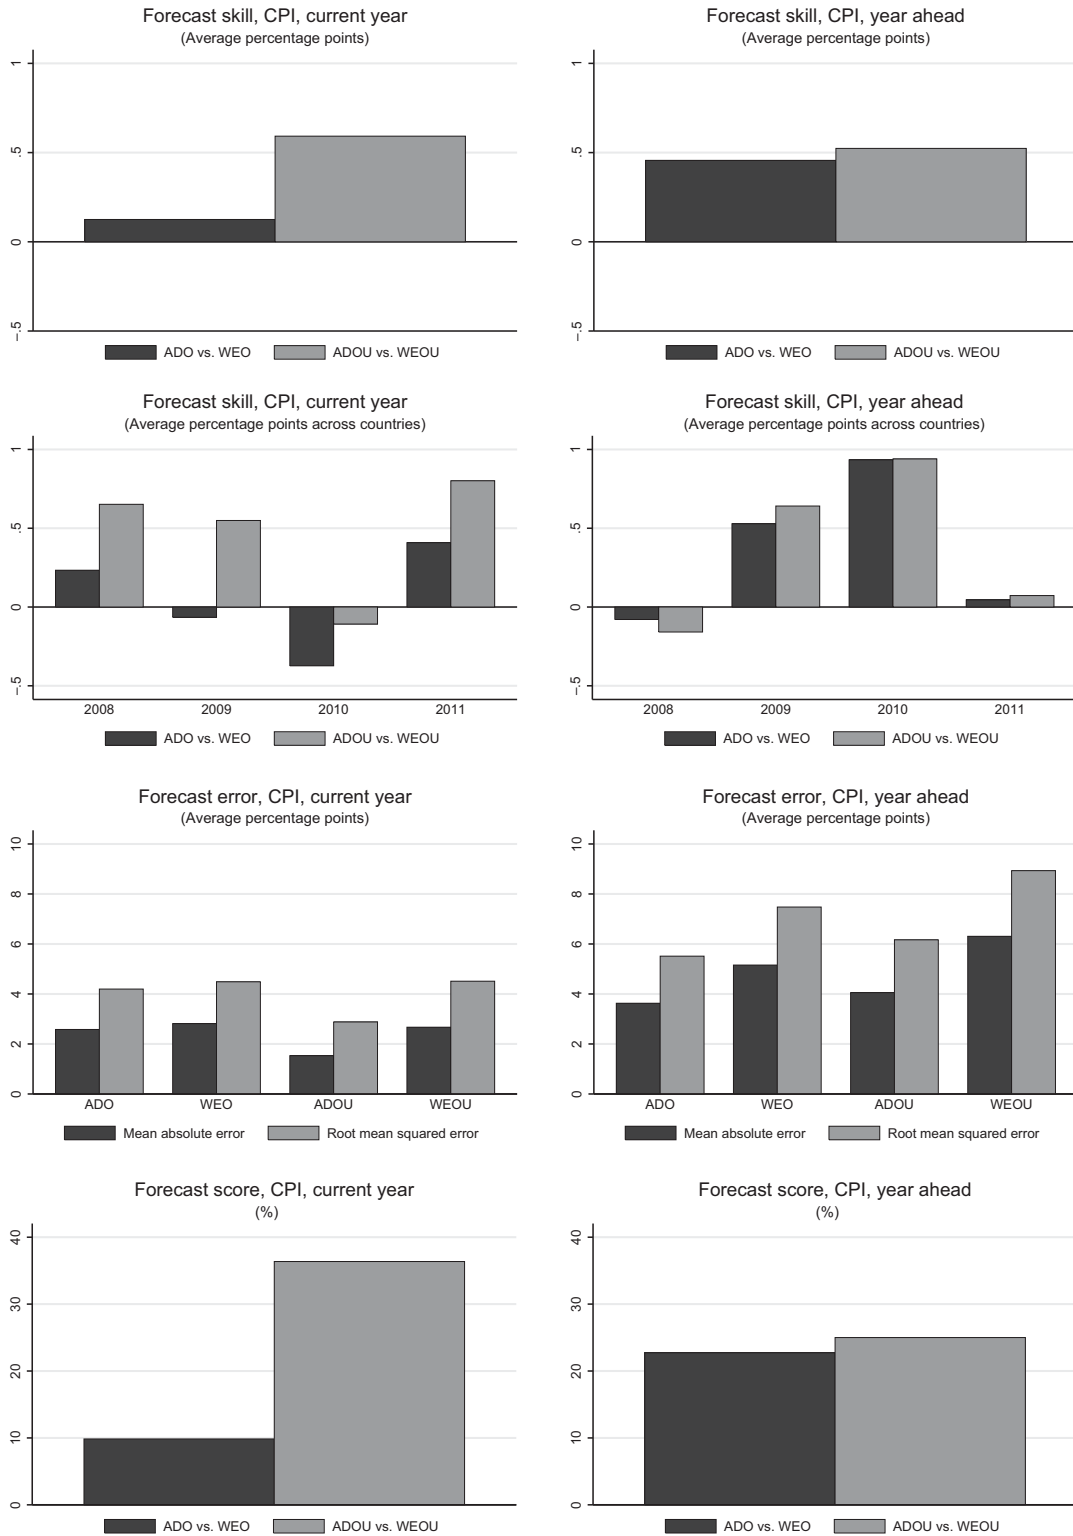 Forecast skill, CPI, current year
(Average percentage points)
1
.5
0
–.5
ADO vs. WEO
ADOU vs. WEOU
Forecast skill, CPI, year ahead
(Average percentage points)
1
.5
0
–.5
ADO vs. WEO
ADOU vs. WEOU
Forecast skill, CPI, current year
(Average percentage points across countries)
1
.5
0
–.5
2008 2009 2010 2011
ADO vs. WEO
ADOU vs. WEOU
Forecast skill, CPI, year ahead
(Average percentage points across countries)
1
.5
0
–.5
2008 2009 2010 2011
ADO vs. WEO
ADOU vs. WEOU
Forecast error, CPI, current year
(Average percentage points)
10
8
6
4
2
0
ADO WEO ADOU WEOU
Mean absolute error
Root mean squared error
Forecast error, CPI, year ahead
(Average percentage points)
10
8
6
4
2
0
ADO WEO ADOU WEOU
Mean absolute error
Root mean squared error
Forecast score, CPI, current year
(%)
40
30
20
10
0
ADO vs. WEO
ADOU vs. WEOU
Forecast score, CPI, year ahead
(%)
40
30
20
10
0
ADO vs. WEO
ADOU vs. WEOU